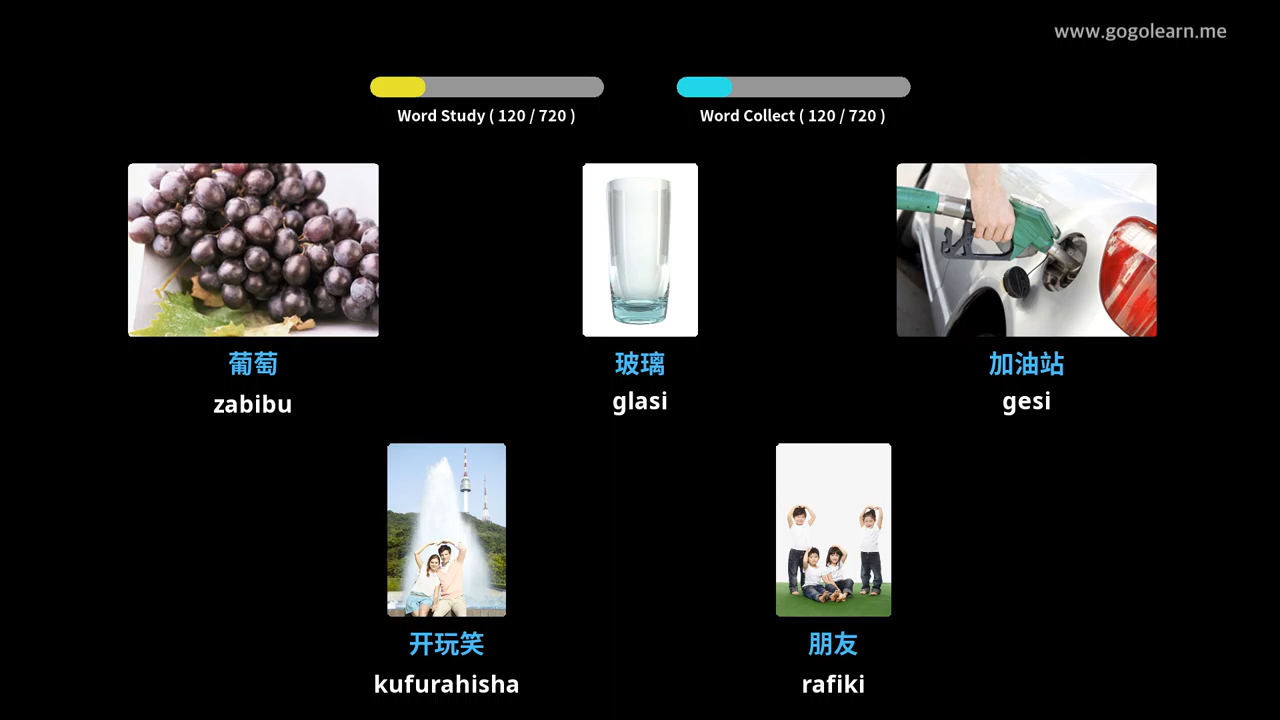 www.gogolearn.me
Word Study ( 120 / 720 )
Word Collect ( 120 / 720 )
葡萄
zabibu
玻璃
glasi
加油站
gesi
开玩笑
kufurahisha
朋友
rafiki